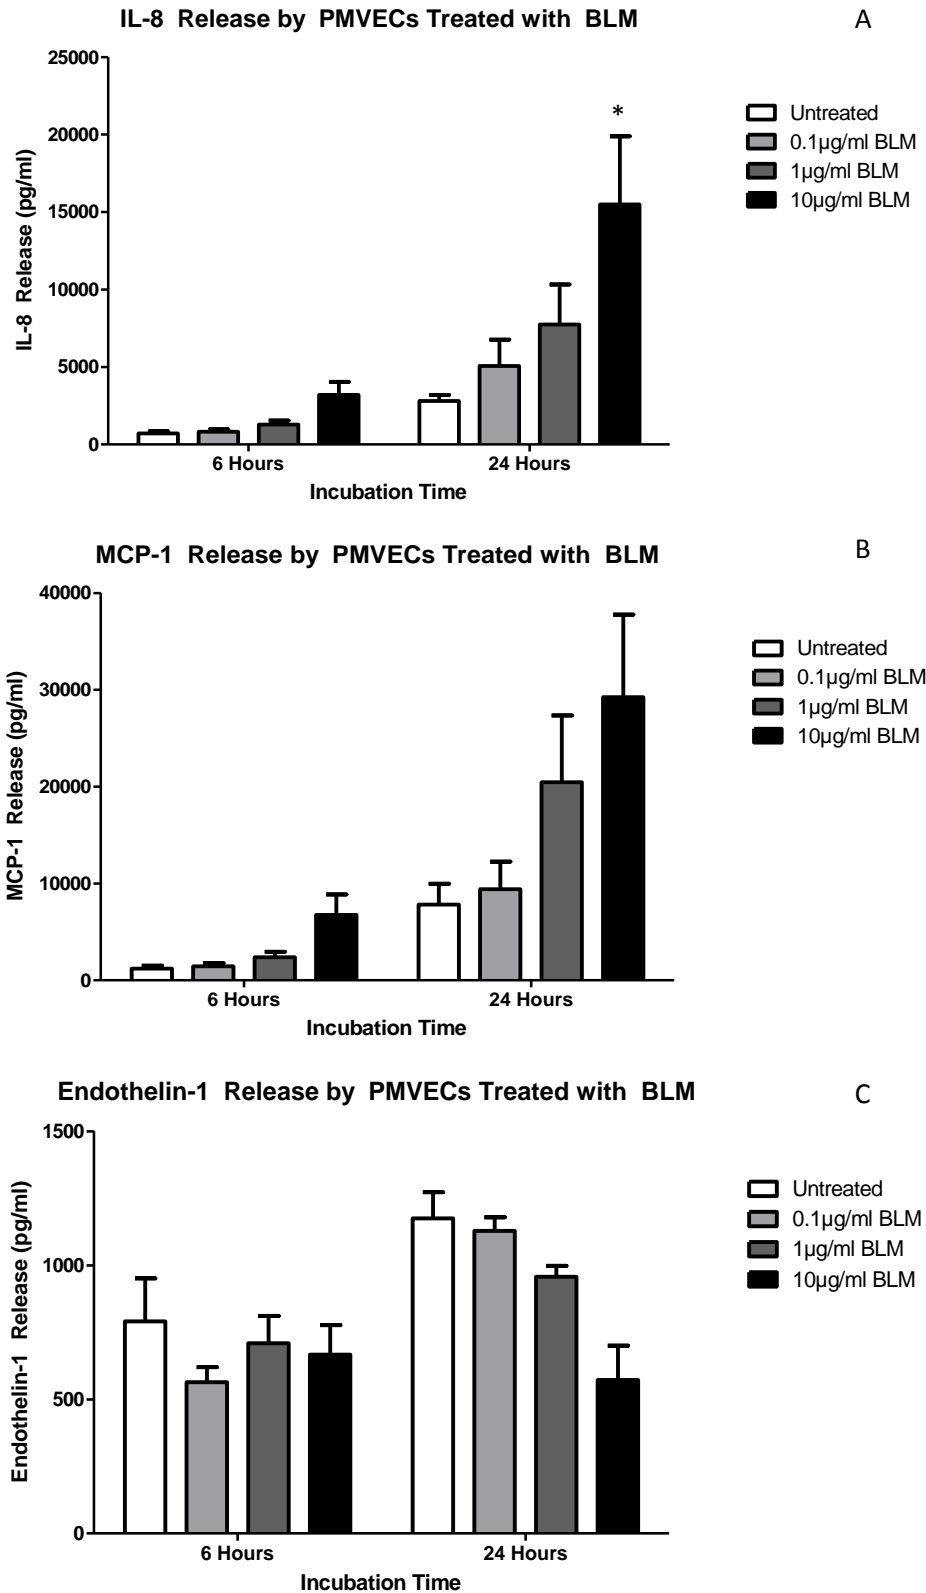 IL-8 Release by PMVECs Treated with BLM
A
25000
20000
15000
10000
5000
0
IL-8 Release (pg/ml)
*
Untreated
0.1µg/ml BLM
1µg/ml BLM
10µg/ml BLM
6 Hours
24 Hours
Incubation Time
MCP-1 Release by PMVECs Treated with BLM
B
40000
30000
20000
10000
0
MCP-1 Release (pg/ml)
Untreated
0.1µg/ml BLM
1µg/ml BLM
10µg/ml BLM
6 Hours
24 Hours
Incubation Time
Endothelin-1 Release by PMVECs Treated with BLM
C
1500
1000
500
0
Endothelin-1 Release (pg/ml)
Untreated
0.1µg/ml BLM
1µg/ml BLM
10µg/ml BLM
6 Hours
24 Hours
Incubation Time